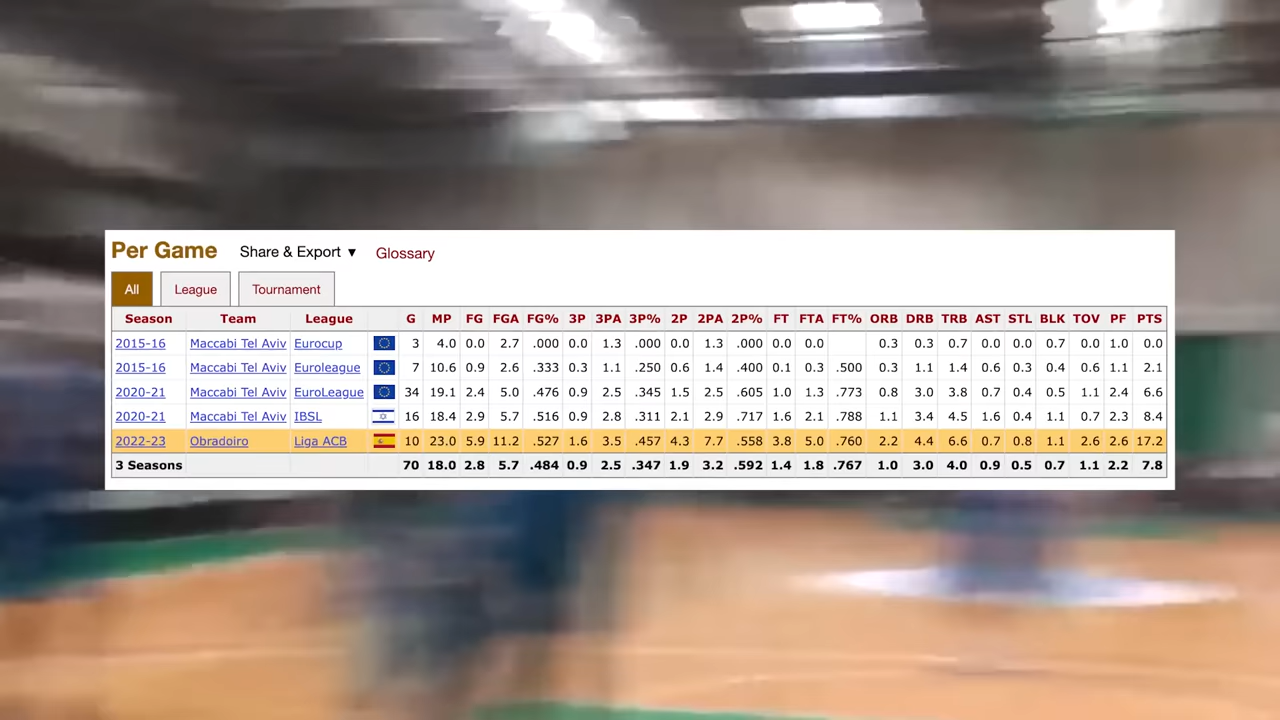 Per Game Share & Export ▼ Glossary
All League Tournament
Season Team League G MP FG FGA FG% 3P 3PA 3P% 2P 2PA 2P% FT FTA FT% ORB DRB TRB AST STL BLK TOV PF PTS
2015-16 Maccabi Tel Aviv Eurocup 3 4.0 0.0 2.7 .000 0.0 1.3 .000 0.0 1.3 .000 0.0 0.0 0.3 0.3 0.7 0.0 0.0 0.7 0.0 1.0 0.0
2015-16 Maccabi Tel Aviv Euroleague 7 10.6 0.9 2.6 .333 0.3 1.1 .250 0.6 1.4 .400 0.1 0.3 .500 0.3 1.1 1.4 0.6 0.3 0.4 0.6 1.1 2.1
2020-21 Maccabi Tel Aviv EuroLeague 34 19.1 2.4 5.0 .476 0.9 2.5 .345 1.5 2.5 .605 1.0 1.3 .773 0.8 3.0 3.8 0.7 0.4 0.5 1.1 2.4 6.6
2020-21 Maccabi Tel Aviv IBSL 16 18.4 2.9 5.7 .516 0.9 2.8 .311 2.1 2.9 .717 1.6 2.1 .788 1.1 3.4 4.5 1.6 0.4 1.1 0.7 2.3 8.4
2022-23 Obradoiro Liga ACB 10 23.0 5.9 11.2 .527 1.6 3.5 .457 4.3 7.7 .558 3.8 5.0 .760 2.2 4.4 6.6 0.7 0.8 1.1 2.6 2.6 17.2
3 Seasons 70 18.0 2.8 5.7 .484 0.9 2.5 .347 1.9 3.2 .592 1.4 1.8 .767 1.0 3.0 4.0 0.9 0.5 0.7 1.1 2.2 7.8